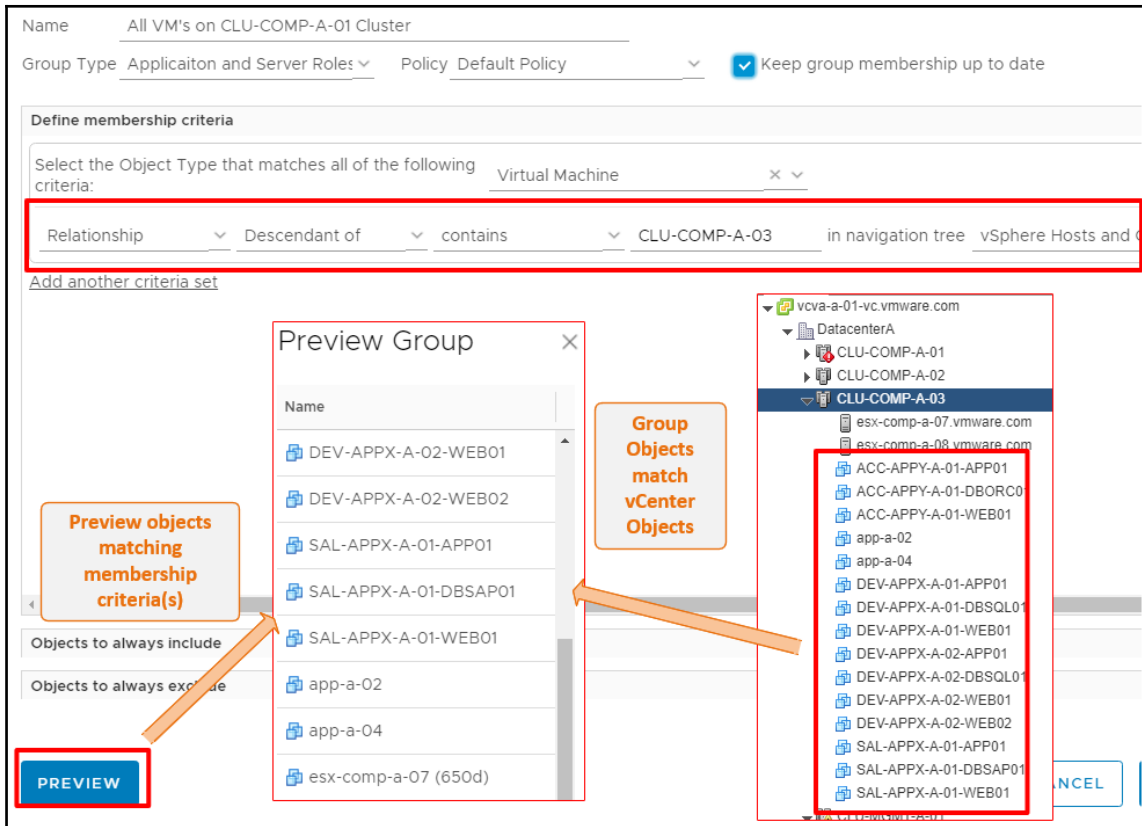 Name All VM's on CLU-COMP-A-01 Cluster
Group Type Applicaiton and Server Roles Policy Default Policy Keep group membership up to date
Define membership criteria
Select the Object Type that matches all of the following
criteria:
Virtual Machine
Relationship Descendant of contains CLU-COMP-A-03 in navigation tree vSphere Hosts and
Add another criteria set
Preview Group
Name
DEV-APPX-A-02-WEB01
DEV-APPX-A-02-WEB02
SAL-APPX-A-01-APP01
SAL-APPX-A-01-DBSAP01
SAL-APPX-A-01-WEB01
app-a-02
app-a-04
esx-comp-a-07 (650d)
Group
Objects
match
vCenter
Objects
Preview objects
matching
membership
criteria(s)
vcva-a-01-vc.vmware.com
DatacenterA
CLU-COMP-A-01
CLU-COMP-A-02
CLU-COMP-A-03
esx-comp-a-07.vmware.com
esx-comp-a-08.vmware.com
ACC-APPY-A-01-APP01
ACC-APPY-A-01-DBORC01
ACC-APPY-A-01-WEB01
app-a-02
app-a-04
DEV-APPX-A-01-APP01
DEV-APPX-A-01-DBSQL01
DEV-APPX-A-01-WEB01
DEV-APPX-A-02-APP01
DEV-APPX-A-02-DBSQL01
DEV-APPX-A-02-WEB01
DEV-APPX-A-02-WEB02
SAL-APPX-A-01-APP01
SAL-APPX-A-01-DBSAP01
SAL-APPX-A-01-WEB01
CLU-MGMT-A-01
Objects to always include
Objects to always exclude
PREVIEW
NCEL